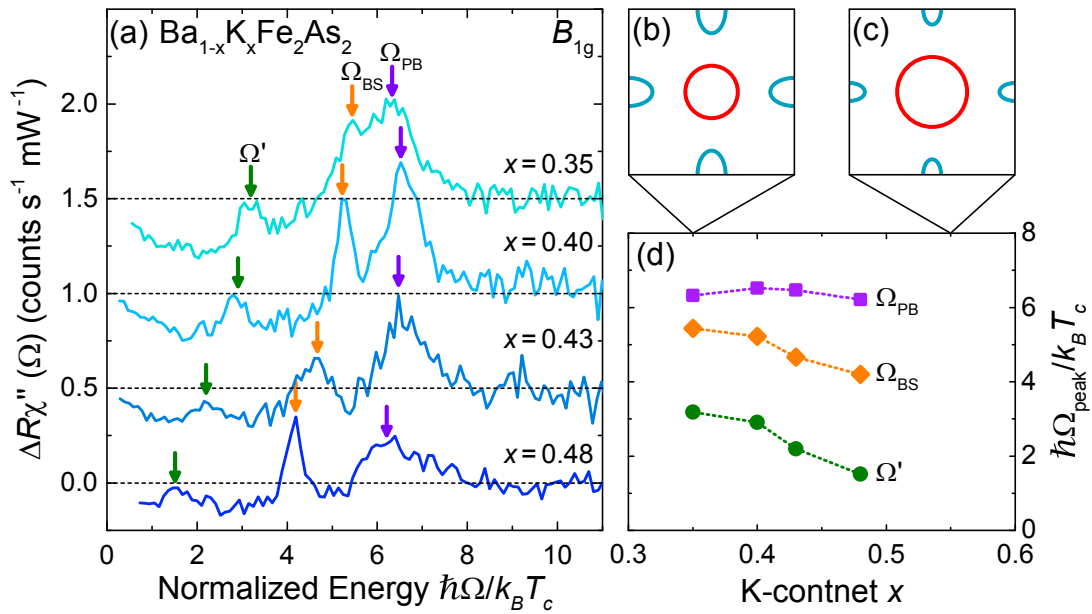 (a) Ba1-xKxFe2As2
B1g
ΩBS
ΩPB
Ω'
x = 0.35
x = 0.40
x = 0.43
x = 0.48
2.0
1.5
1.0
0.5
0.0
ΔRχ'' (Ω) (counts s-1 mW-1)
0 2 4 6 8 10
Normalized Energy ℏΩ/kBTc
(b)
(c)
(d)
ΩPB
ΩBS
Ω'
8
6
4
2
0
ℏΩpeak/kBTc
0.3 0.4 0.5 0.6
K-contnet x